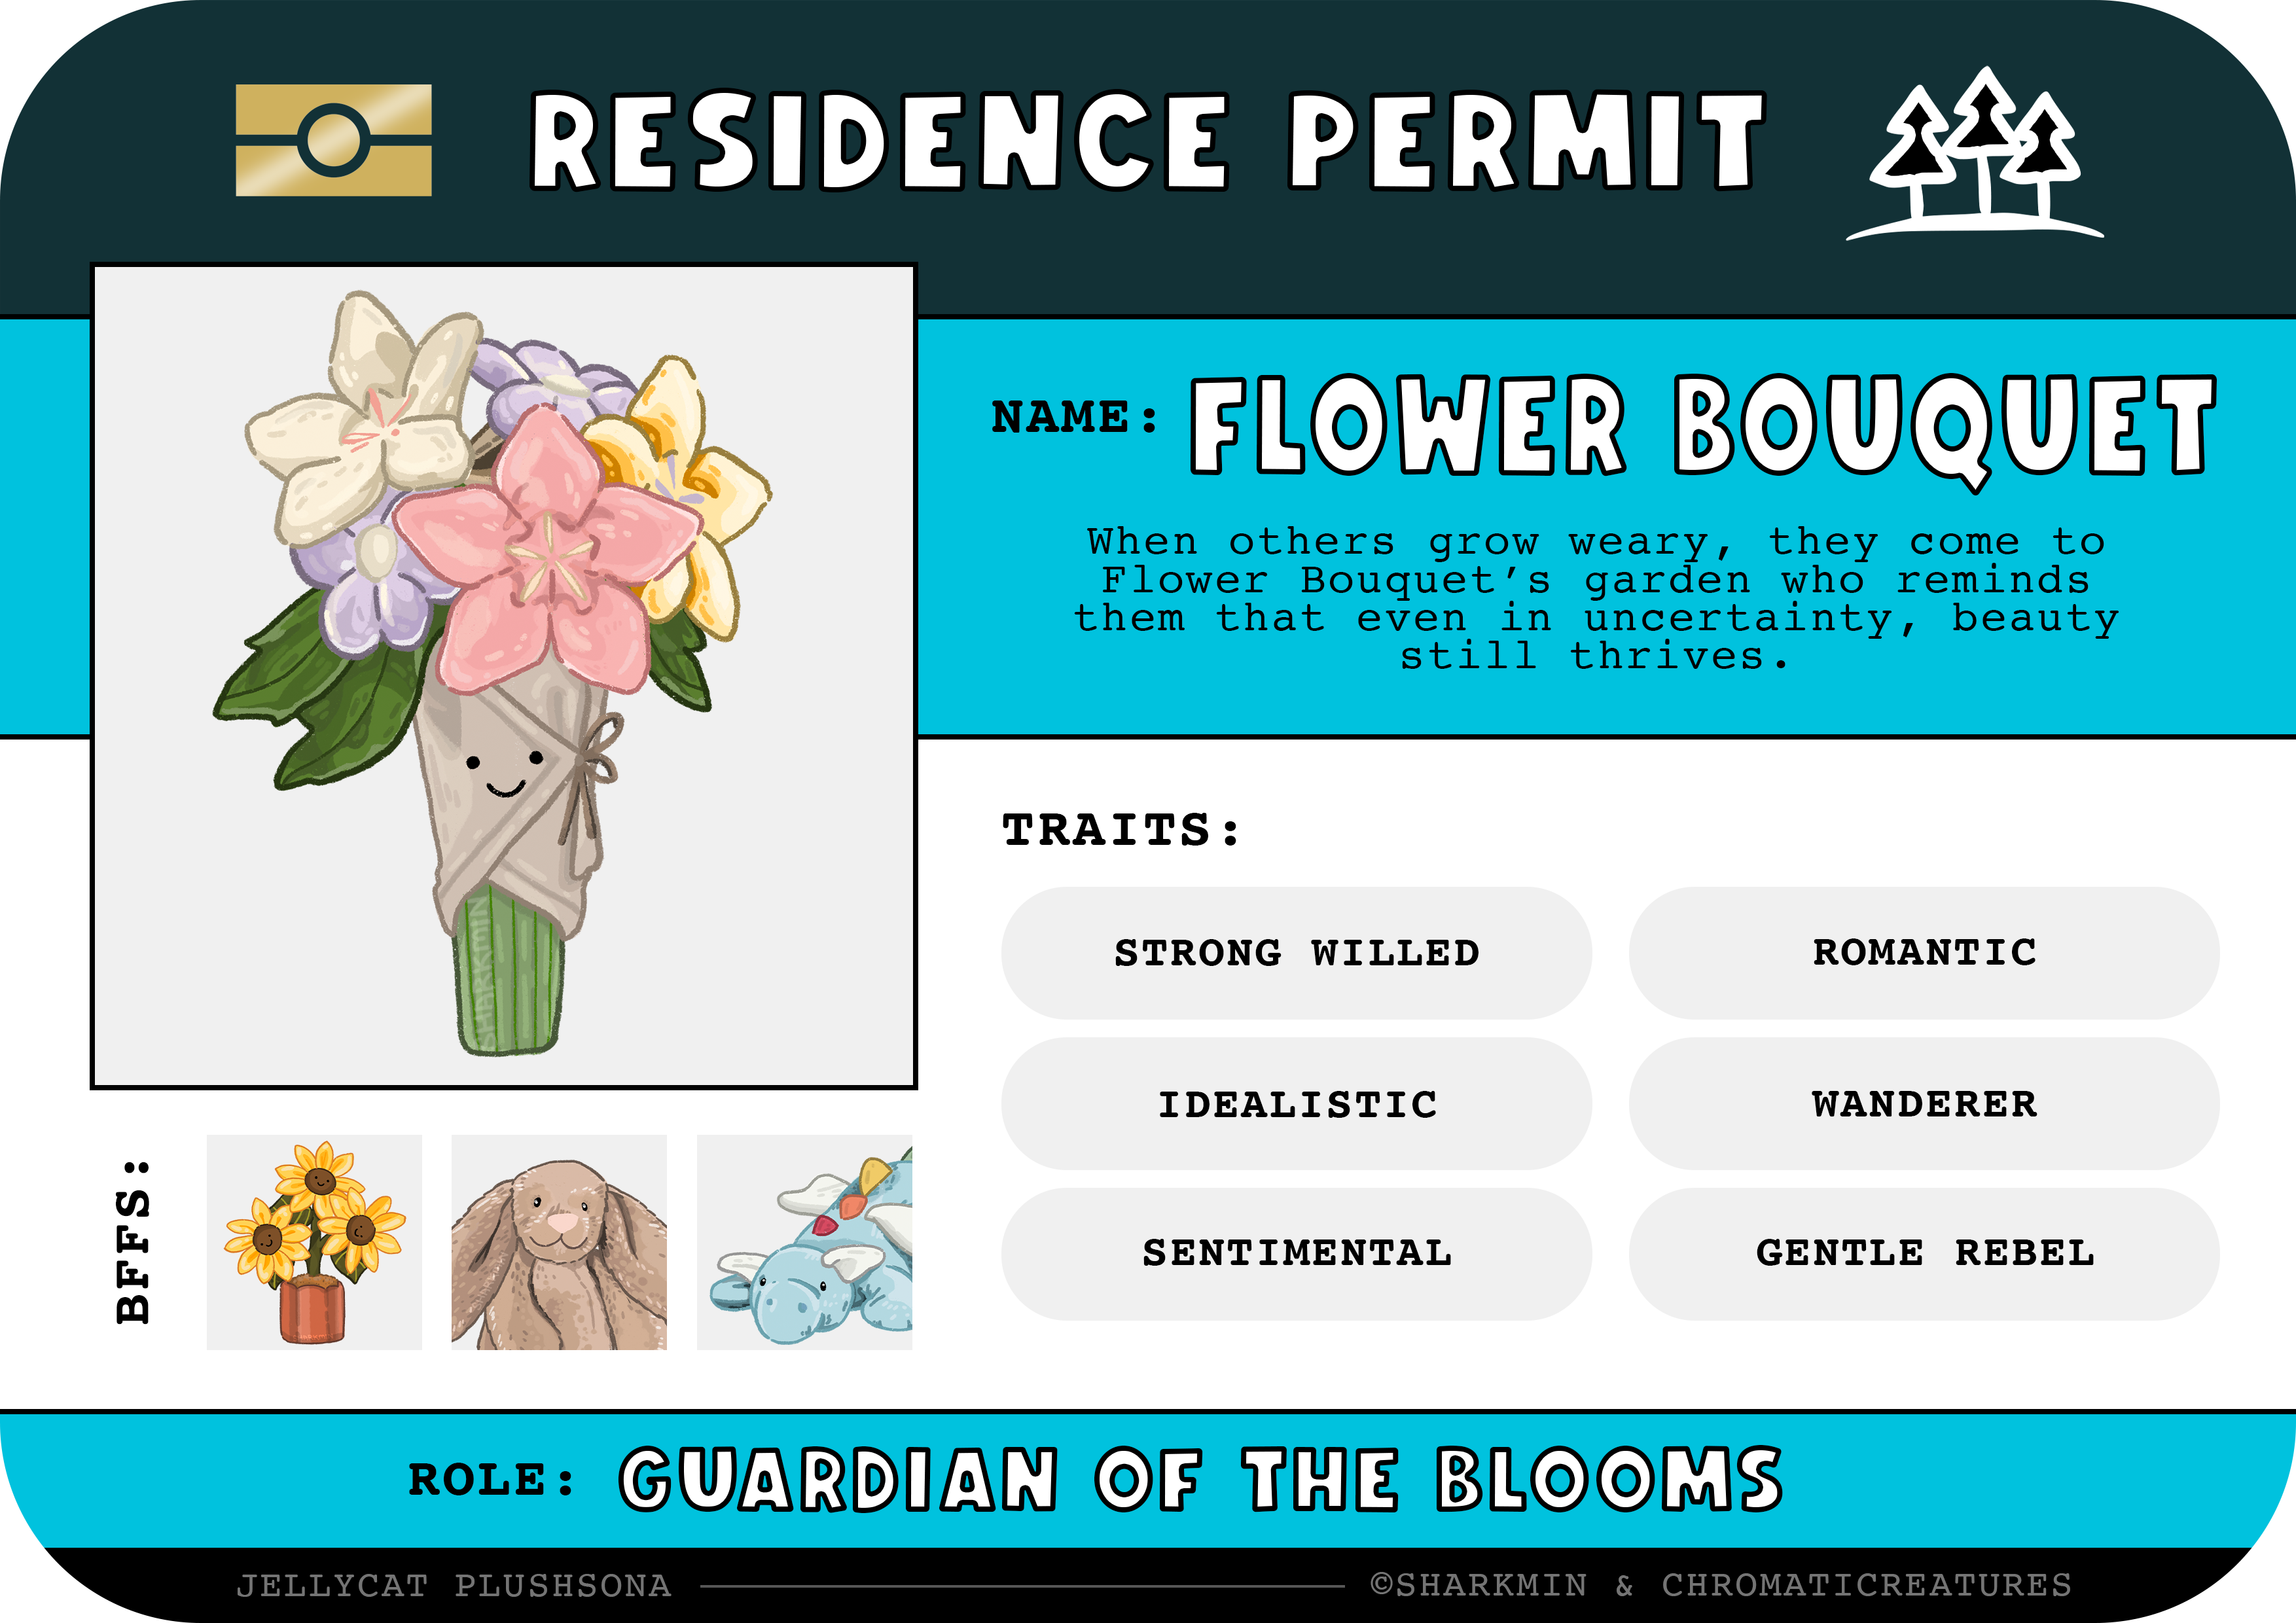 RESIDENCE PERMIT
NAME: FLOWER BOUQUET
When others grow weary, they come to
Flower Bouquet’s garden who reminds
them that even in uncertainty, beauty
still thrives.
SHARKMIN
TRAITS:
STRONG WILLED
ROMANTIC
IDEALISTIC
WANDERER
SENTIMENTAL
GENTLE REBEL
BFFS:
ROLE: GUARDIAN OF THE BLOOMS
JELLYCAT PLUSHSONA
©SHARKMIN & CHROMATICREATURES